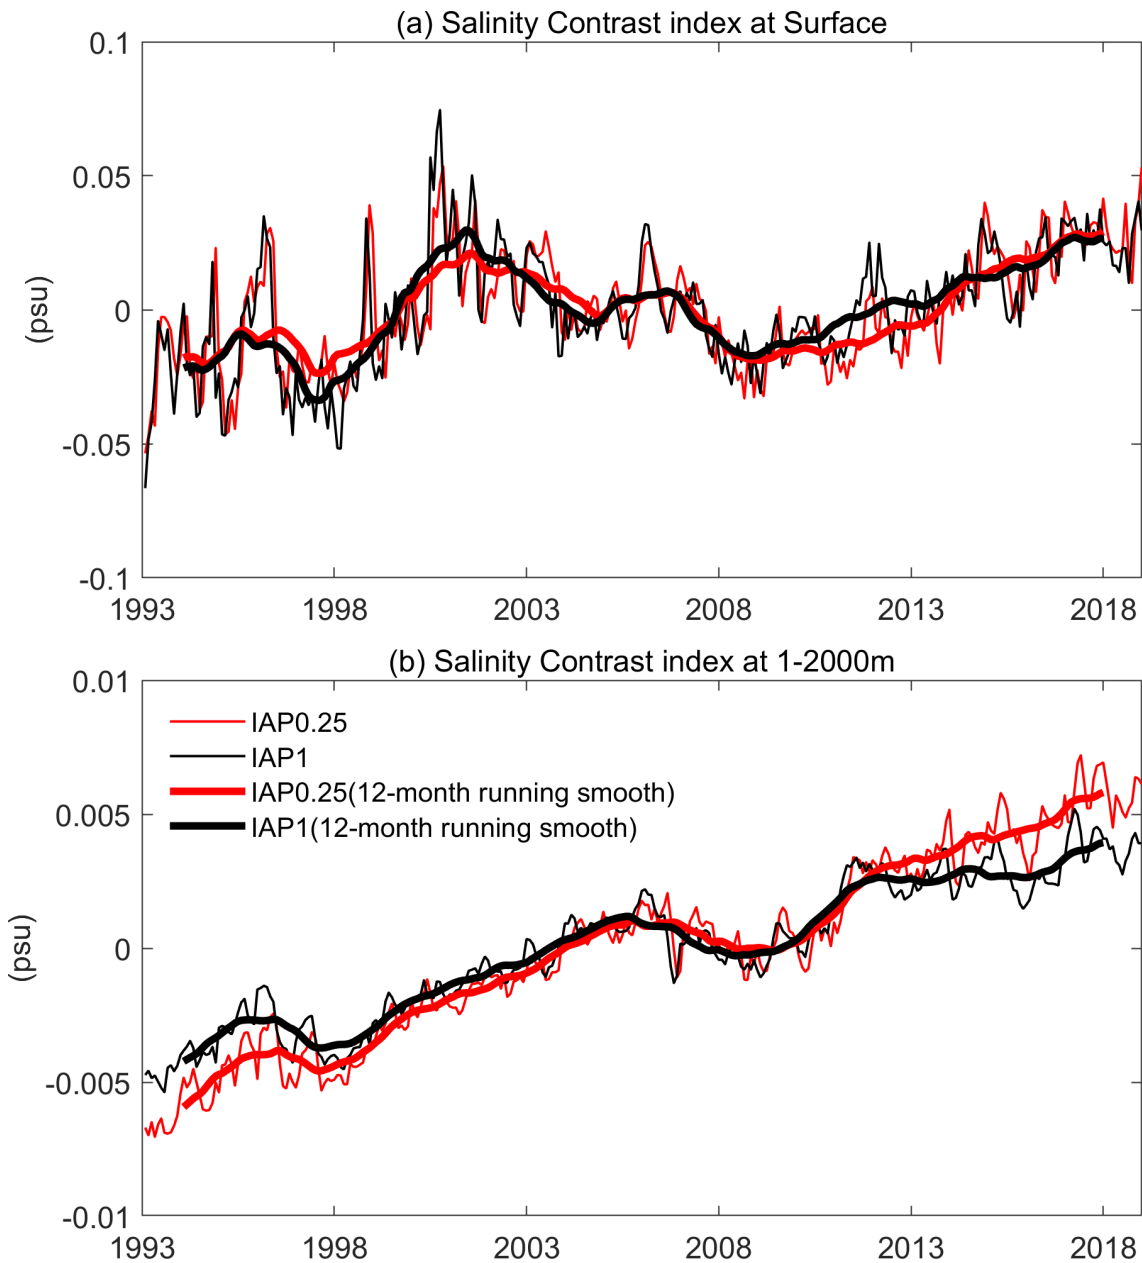 (a) Salinity Contrast index at Surface
0.1
0.05
0
-0.05
-0.1
(psu)
1993 1998 2003 2008 2013 2018
(b) Salinity Contrast index at 1-2000m
0.01
0.005
0
-0.005
-0.01
(psu)
IAP0.25
IAP1
IAP0.25(12-month running smooth)
IAP1(12-month running smooth)
1993 1998 2003 2008 2013 2018